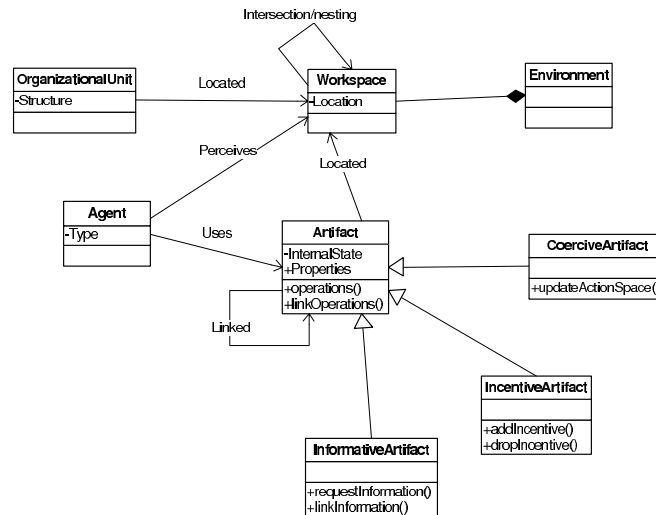 Intersection/nesting
OrganizationalUnit
-Structure
Located
Workspace
-Location
Environment
Perceives
Located
Agent
-Type
Uses
Artifact
-InternalState
+Properties
+operations()
+linkOperations()
Linked
CoerciveArtifact
+updateActionSpace()
IncentiveArtifact
+addIncentive()
+dropIncentive()
InformativeArtifact
+requestInformation()
+linkInformation()